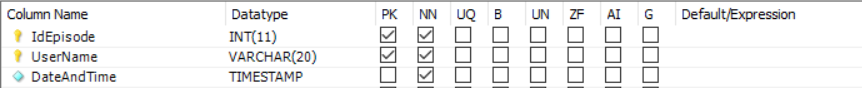 Column Name Datatype PK NN UQ B UN ZF AI G Default/Expression
IdEpisode INT(11)
UserName VARCHAR(20)
DateAndTime TIMESTAMP